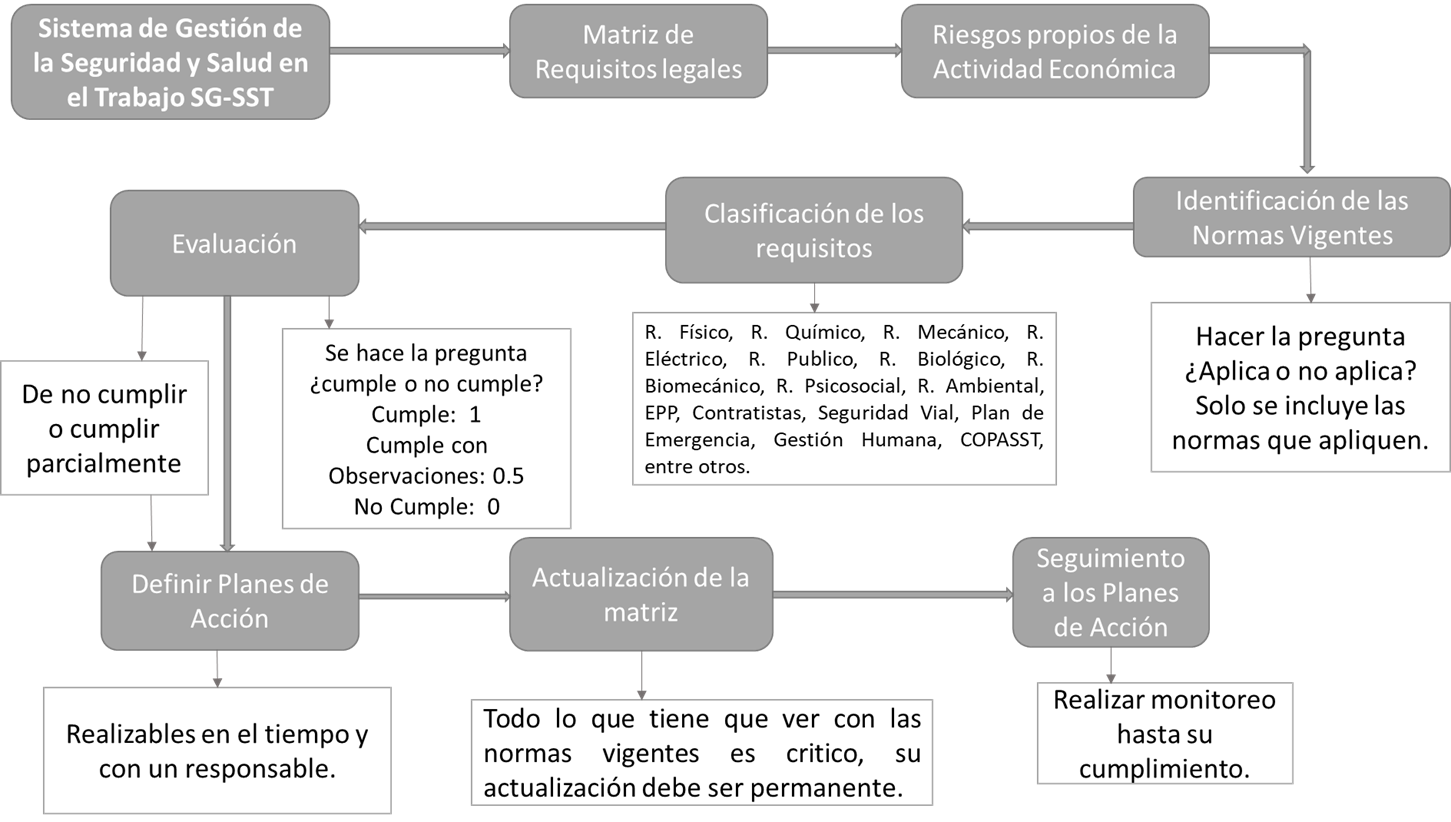 Sistema de Gestión de
la Seguridad y Salud en
el Trabajo SG-SST
Matriz de
Requisitos legales
Riesgos propios de la
Actividad Económica
Identificación de las
Normas Vigentes
Clasificación de los
requisitos
Evaluación
Hacer la pregunta
¿Aplica o no aplica?
Solo se incluye las
normas que apliquen.
R. Físico, R. Químico, R. Mecánico, R.
Eléctrico, R. Publico, R. Biológico, R.
Biomecánico, R. Psicosocial, R. Ambiental,
EPP, Contratistas, Seguridad Vial, Plan de
Emergencia, Gestión Humana, COPASST,
entre otros.
Se hace la pregunta
¿cumple o no cumple?
Cumple: 1
Cumple con
Observaciones: 0.5
No Cumple: 0
De no cumplir
o cumplir
parcialmente
Definir Planes de
Acción
Actualización de la
matriz
Seguimiento
a los Planes
de Acción
Realizables en el tiempo y
con un responsable.
Todo lo que tiene que ver con las
normas vigentes es critico, su
actualización debe ser permanente.
Realizar monitoreo
hasta su
cumplimiento.